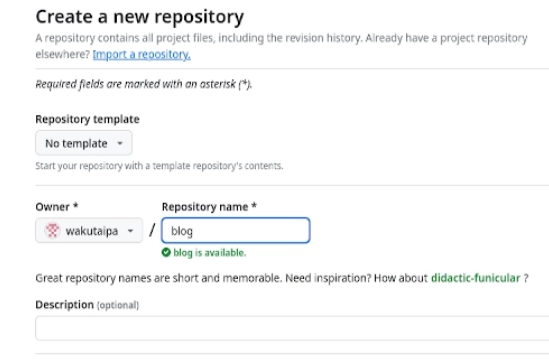 Create a new repository
A repository contains all project files, including the revision history. Already have a project repository
elsewhere? Import a repository.
Required fields are marked with an asterisk (*).
Repository template
No template
Start your repository with a template repository's contents.
Owner * Repository name *
wakutaipa / blog
blog is available.
Great repository names are short and memorable. Need inspiration? How about didactic-funicular ?
Description (optional)